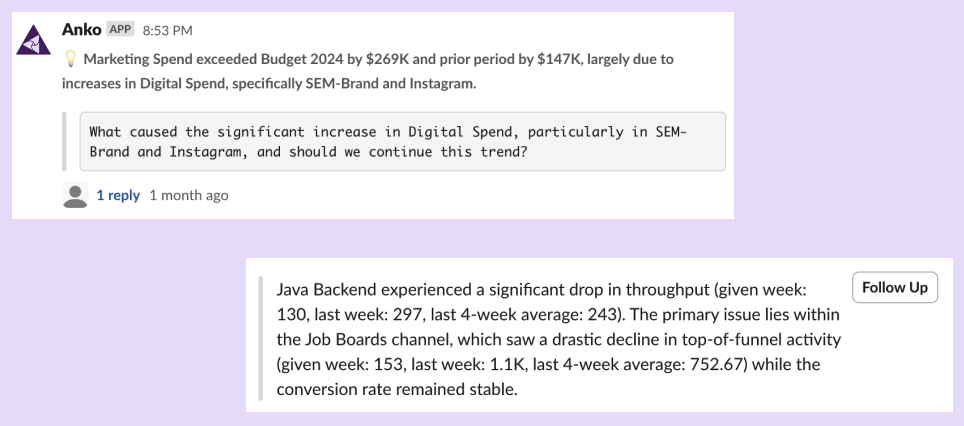 Anko APP 8:53 PM
💡 Marketing Spend exceeded Budget 2024 by $269K and prior period by $147K, largely due to
increases in Digital Spend, specifically SEM-Brand and Instagram.
What caused the significant increase in Digital Spend, particularly in SEM-
Brand and Instagram, and should we continue this trend?
1 reply 1 month ago
Java Backend experienced a significant drop in throughput (given week:
Follow Up
130, last week: 297, last 4-week average: 243). The primary issue lies within
the Job Boards channel, which saw a drastic decline in top-of-funnel activity
(given week: 153, last week: 1.1K, last 4-week average: 752.67) while the
conversion rate remained stable.